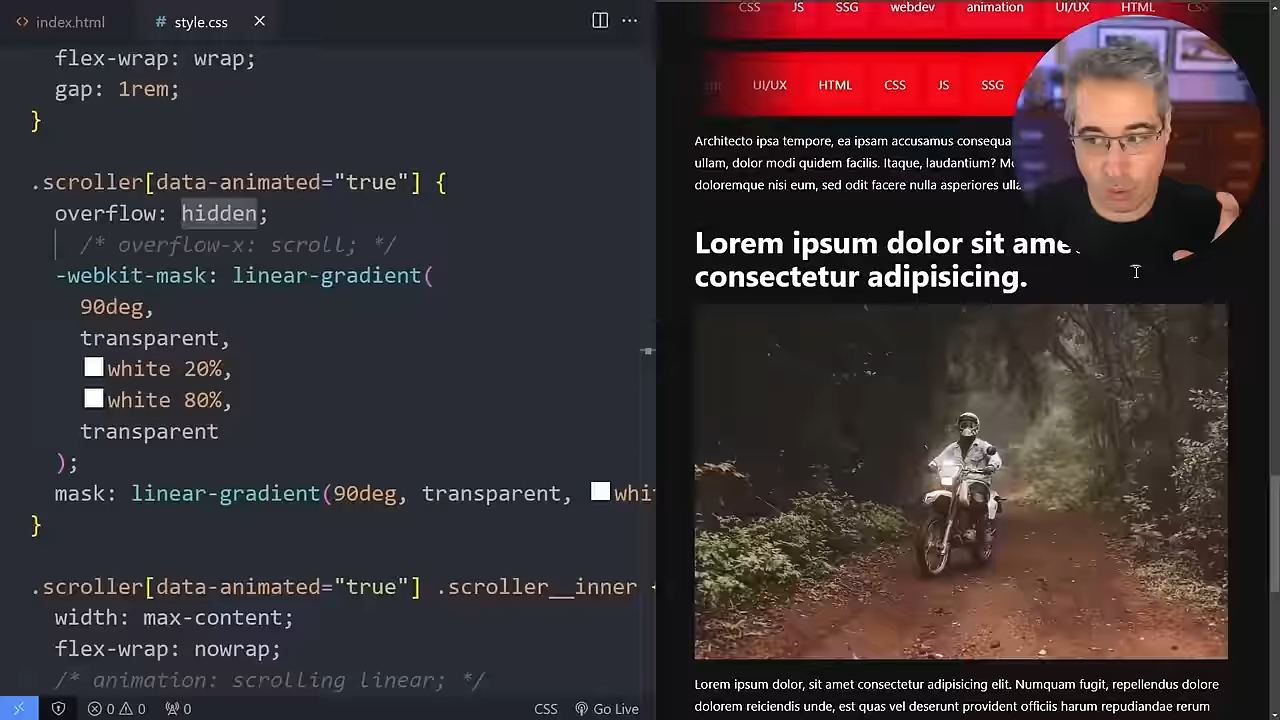 index.html
style.css
flex-wrap: wrap;
gap: 1rem;
}
.scroller[data-animated="true"] {
overflow: hidden;
/* overflow-x: scroll; */
-webkit-mask: linear-gradient(
90deg,
transparent,
white 20%,
white 80%,
transparent
);
mask: linear-gradient(90deg, transparent, whi
}
.scroller[data-animated="true"] .scroller__inner {
width: max-content;
flex-wrap: nowrap;
/* animation: scrolling linear; */
0 0 0
CSS Go Live
CSS JS SSG webdev animation UI/UX HTML CS
UI/UX HTML CSS JS SSG
Architecto ipsa tempore, ea ipsam accusamus consequa
ullam, dolor modi quidem facilis. Itaque, laudantium?
doloremque nisi eum, sed odit facere nulla asperiores ulla
Lorem ipsum dolor sit ame
consectetur adipisicing.
Lorem ipsum dolor, sit amet consectetur adipisicing elit. Numquam fugit, repellendus dolore
dolorem reiciendis unde, est quas vel deserunt provident officiis harum repudiandae rerum